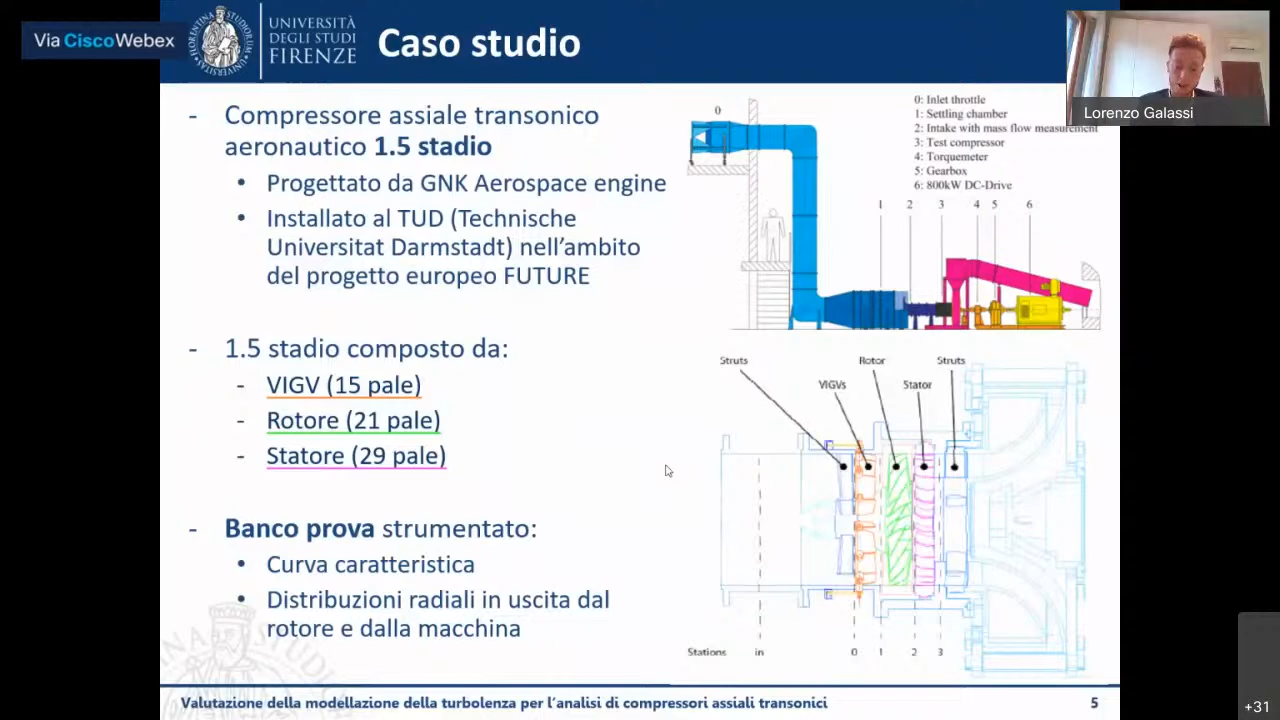 Via CiscoWebex
UNIVERSITÀ
DEGLI STUDI
FIRENZE
Caso studio
Lorenzo Galassi
- Compressore assiale transonico
aeronautico 1.5 stadio
• Progettato da GNK Aerospace engine
• Installato al TUD (Technische
Universitat Darmstadt) nell'ambito
del progetto europeo FUTURE
- 1.5 stadio composto da:
- VIGV (15 pale)
- Rotore (21 pale)
- Statore (29 pale)
- Banco prova strumentato:
• Curva caratteristica
• Distribuzioni radiali in uscita dal
rotore e dalla macchina
0
0: Inlet throttle
1: Settling chamber
2: Intake with mass flow measurement
3: Test compressor
4: Torquemeter
5: Gearbox
6: 800kW DC-Drive
1 2 3 4 5 6
Struts Rotor Struts
VIGVs Stator
Stations in 0 1 2 3
Valutazione della modellazione della turbolenza per l'analisi di compressori assiali transonici 5
+31